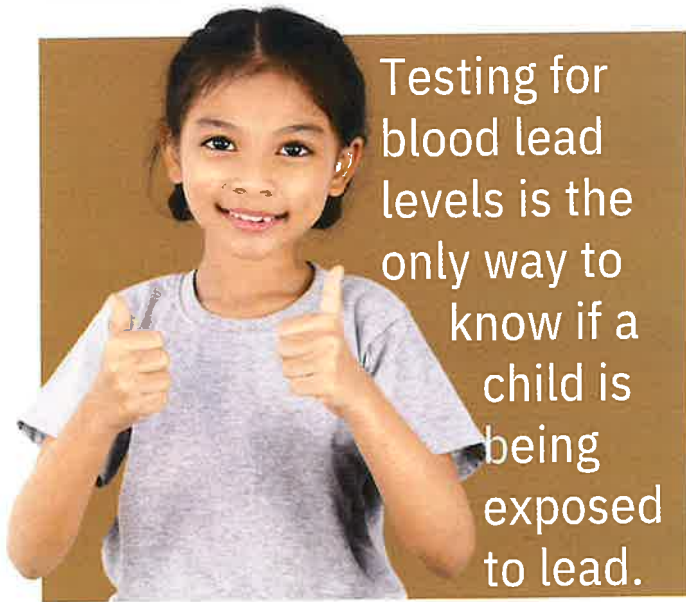 Testing for
blood lead
levels is the
only way to
know if a
child is
being
exposed
to lead.